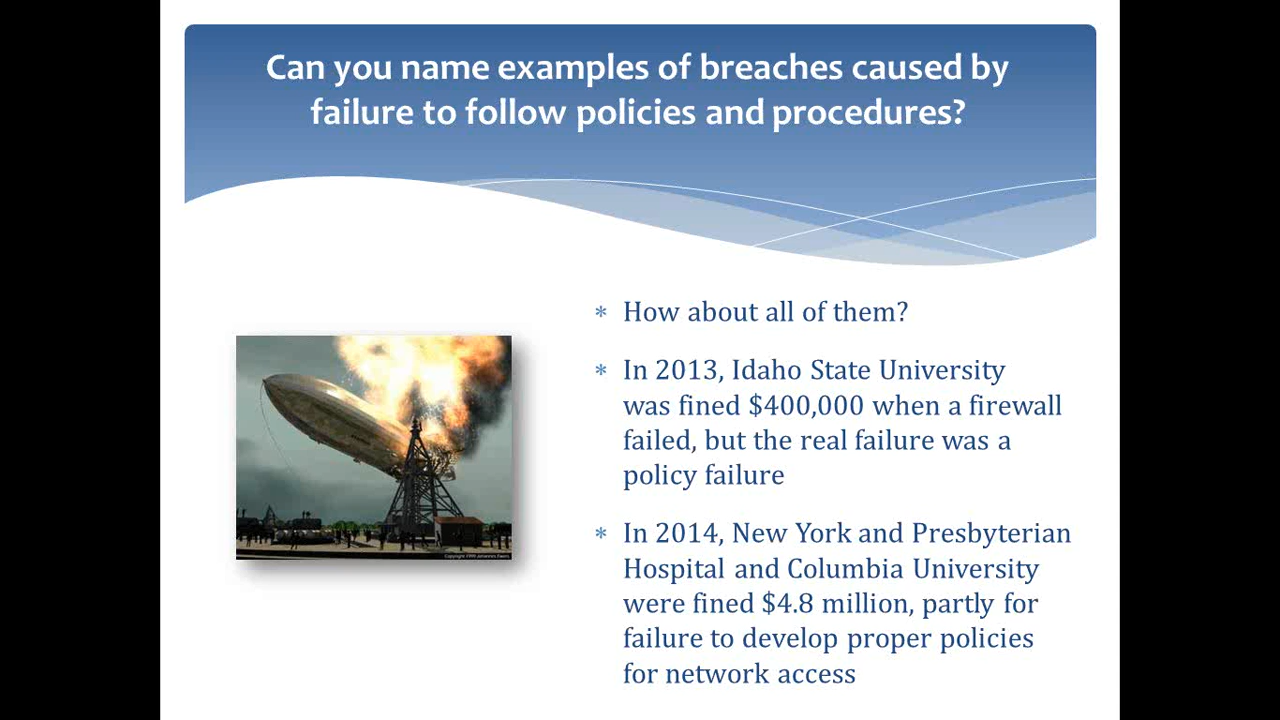 Can you name examples of breaches caused by
failure to follow policies and procedures?
* How about all of them?
* In 2013, Idaho State University
was fined $400,000 when a firewall
failed, but the real failure was a
policy failure
* In 2014, New York and Presbyterian
Hospital and Columbia University
were fined $4.8 million, partly for
failure to develop proper policies
for network access